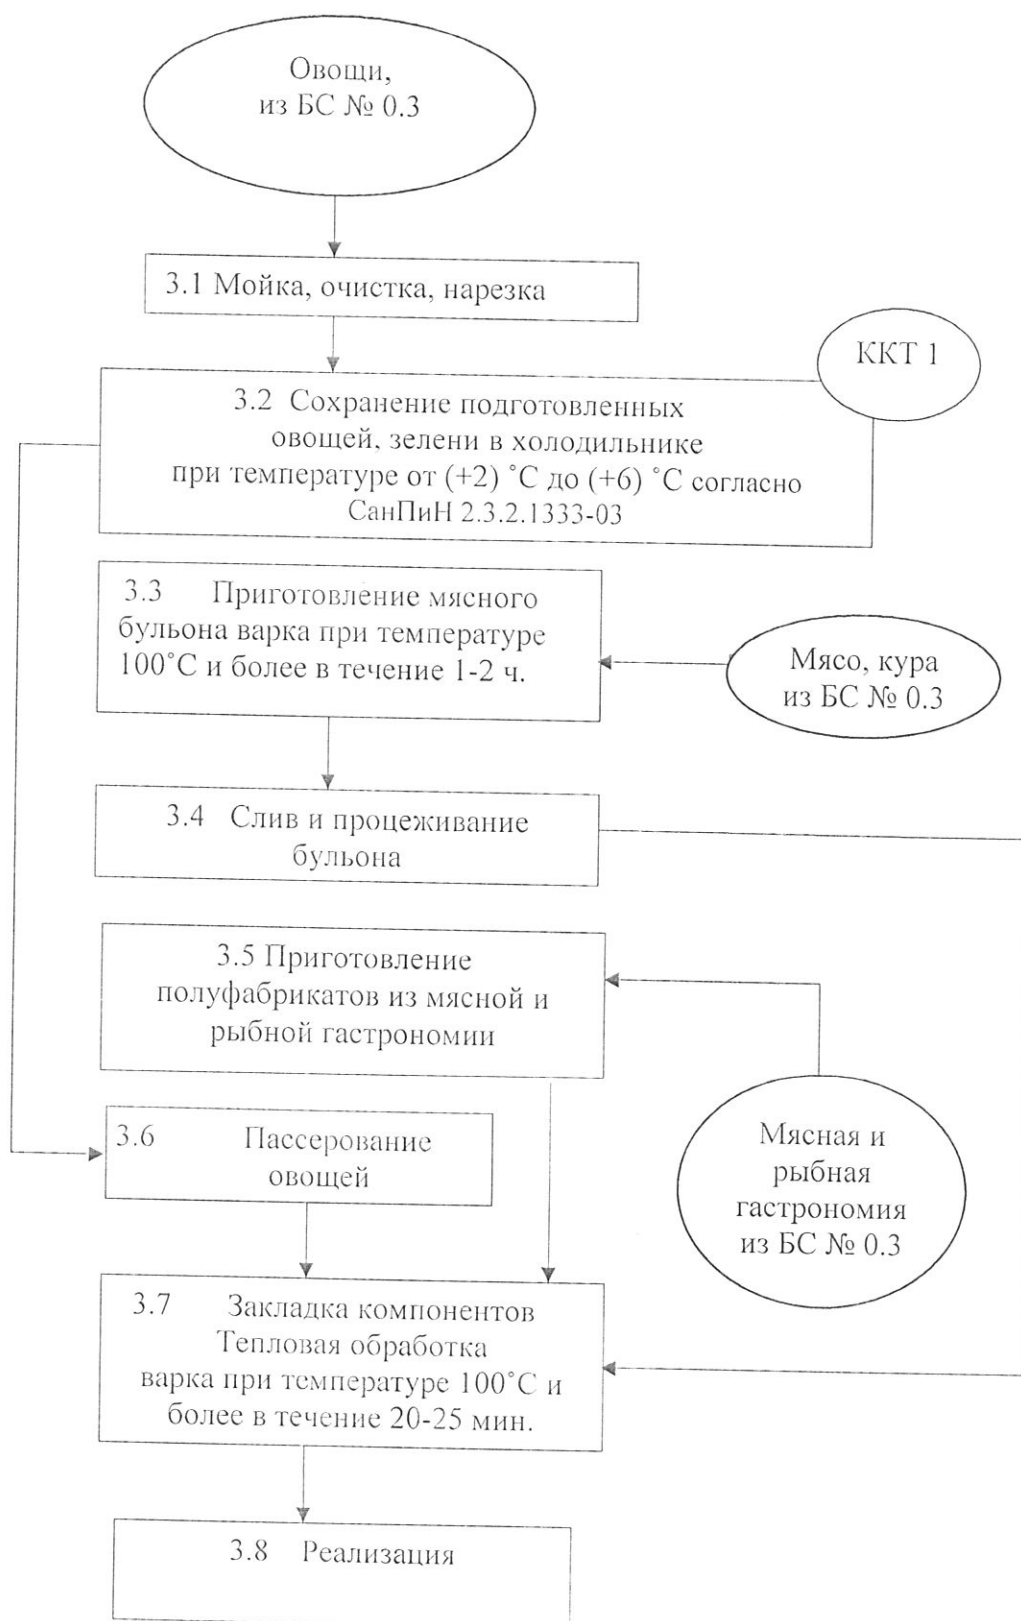 Овощи,
из БС № 0.3
3.1 Мойка, очистка, нарезка
ККТ 1
3.2 Сохранение подготовленных
овощей, зелени в холодильнике
при температуре от (+2) ˚С до (+6) ˚С согласно
СанПиН 2.3.2.1333-03
3.3 Приготовление мясного
бульона варка при температуре
100˚С и более в течение 1-2 ч.
Мясо, кура
из БС № 0.3
3.4 Слив и процеживание
бульона
3.5 Приготовление
полуфабрикатов из мясной и
рыбной гастрономии
3.6 Пассерование
овощей
Мясная и
рыбная
гастрономия
из БС № 0.3
3.7 Закладка компонентов
Тепловая обработка
варка при температуре 100˚С и
более в течение 20-25 мин.
3.8 Реализация